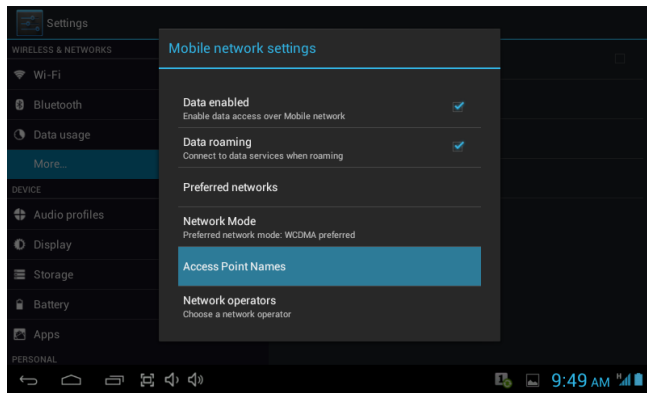 Settings
WIRELESS & NETWORKS
Wi-Fi
Bluetooth
Data usage
More...
DEVICE
Audio profiles
Display
Storage
Battery
Apps
PERSONAL
Mobile network settings
Data enabled
Enable data access over Mobile network
Data roaming
Connect to data services when roaming
Preferred networks
Network Mode
Preferred network mode: WCDMA preferred
Access Point Names
Network operators
Choose a network operator
9:49 AM H